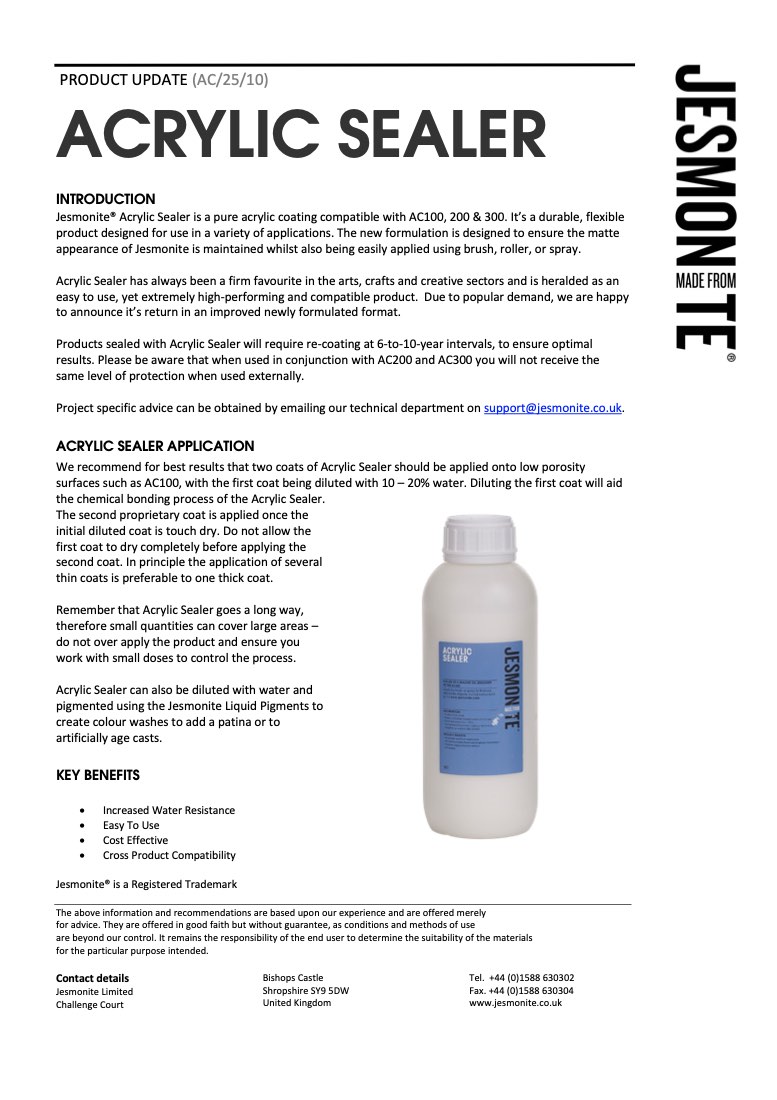 PRODUCT UPDATE (AC/25/10)
ACRYLIC SEALER
JESMONITE
MADE FROM
®
INTRODUCTION
Jesmonite® Acrylic Sealer is a pure acrylic coating compatible with AC100, 200 & 300. It's a durable, flexible
product designed for use in a variety of applications. The new formulation is designed to ensure the matte
appearance of Jesmonite is maintained whilst also being easily applied using brush, roller, or spray.
Acrylic Sealer has always been a firm favourite in the arts, crafts and creative sectors and is heralded as an
easy to use, yet extremely high-performing and compatible product.  Due to popular demand, we are happy
to announce it's return in an improved newly formulated format.
Products sealed with Acrylic Sealer will require re-coating at 6-to-10-year intervals, to ensure optimal
results. Please be aware that when used in conjunction with AC200 and AC300 you will not receive the
same level of protection when used externally.
Project specific advice can be obtained by emailing our technical department on support@jesmonite.co.uk.
ACRYLIC SEALER APPLICATION
We recommend for best results that two coats of Acrylic Sealer should be applied onto low porosity
surfaces such as AC100, with the first coat being diluted with 10 – 20% water. Diluting the first coat will aid
the chemical bonding process of the Acrylic Sealer.
The second proprietary coat is applied once the
initial diluted coat is touch dry. Do not allow the
first coat to dry completely before applying the
second coat. In principle the application of several
thin coats is preferable to one thick coat.
Remember that Acrylic Sealer goes a long way,
therefore small quantities can cover large areas –
do not over apply the product and ensure you
work with small doses to control the process.
Acrylic Sealer can also be diluted with water and
pigmented using the Jesmonite Liquid Pigments to
create colour washes to add a patina or to
artificially age casts.
ACRYLIC
SEALER
JESMONITE
KEY BENEFITS
• Increased Water Resistance
• Easy To Use
• Cost Effective
• Cross Product Compatibility
Jesmonite® is a Registered Trademark
The above information and recommendations are based upon our experience and are offered merely
for advice. They are offered in good faith but without guarantee, as conditions and methods of use
are beyond our control. It remains the responsibility of the end user to determine the suitability of the materials
for the particular purpose intended.
Contact details
Jesmonite Limited
Challenge Court
Bishops Castle
Shropshire SY9 5DW
United Kingdom
Tel.  +44 (0)1588 630302
Fax. +44 (0)1588 630304
www.jesmonite.co.uk